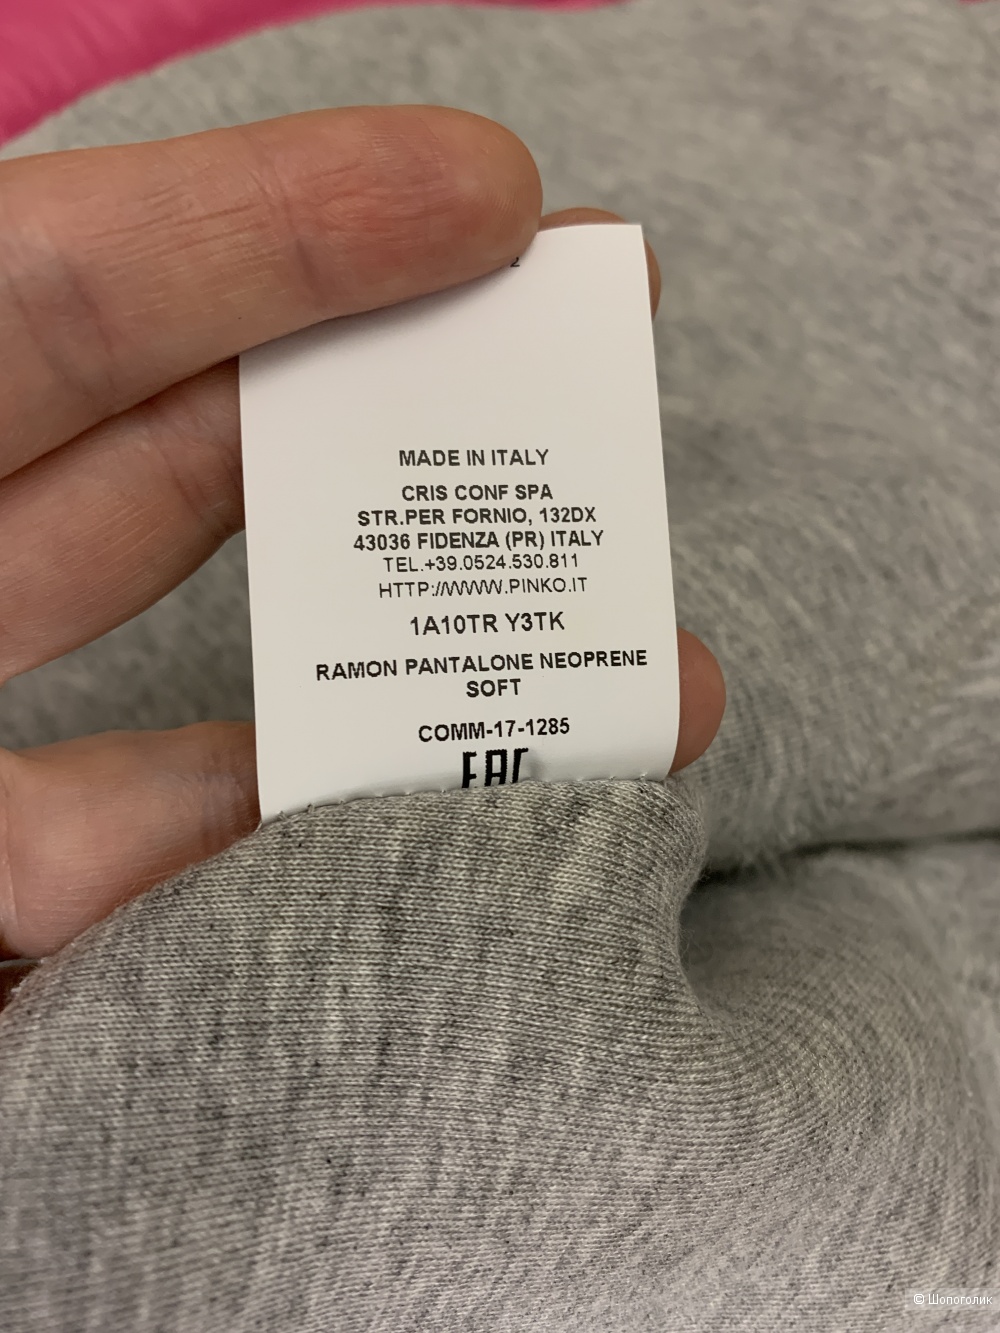 2
MADE IN ITALY
CRIS CONF SPA
STR.PER FORNIO, 132DX
43036 FIDENZA (PR) ITALY
TEL.+39.0524.530.811
HTTP://WWW.PINKO.IT
1A10TR Y3TK
RAMON PANTALONE NEOPRENE
SOFT
COMM-17-1285
EAC
© Шопоголик